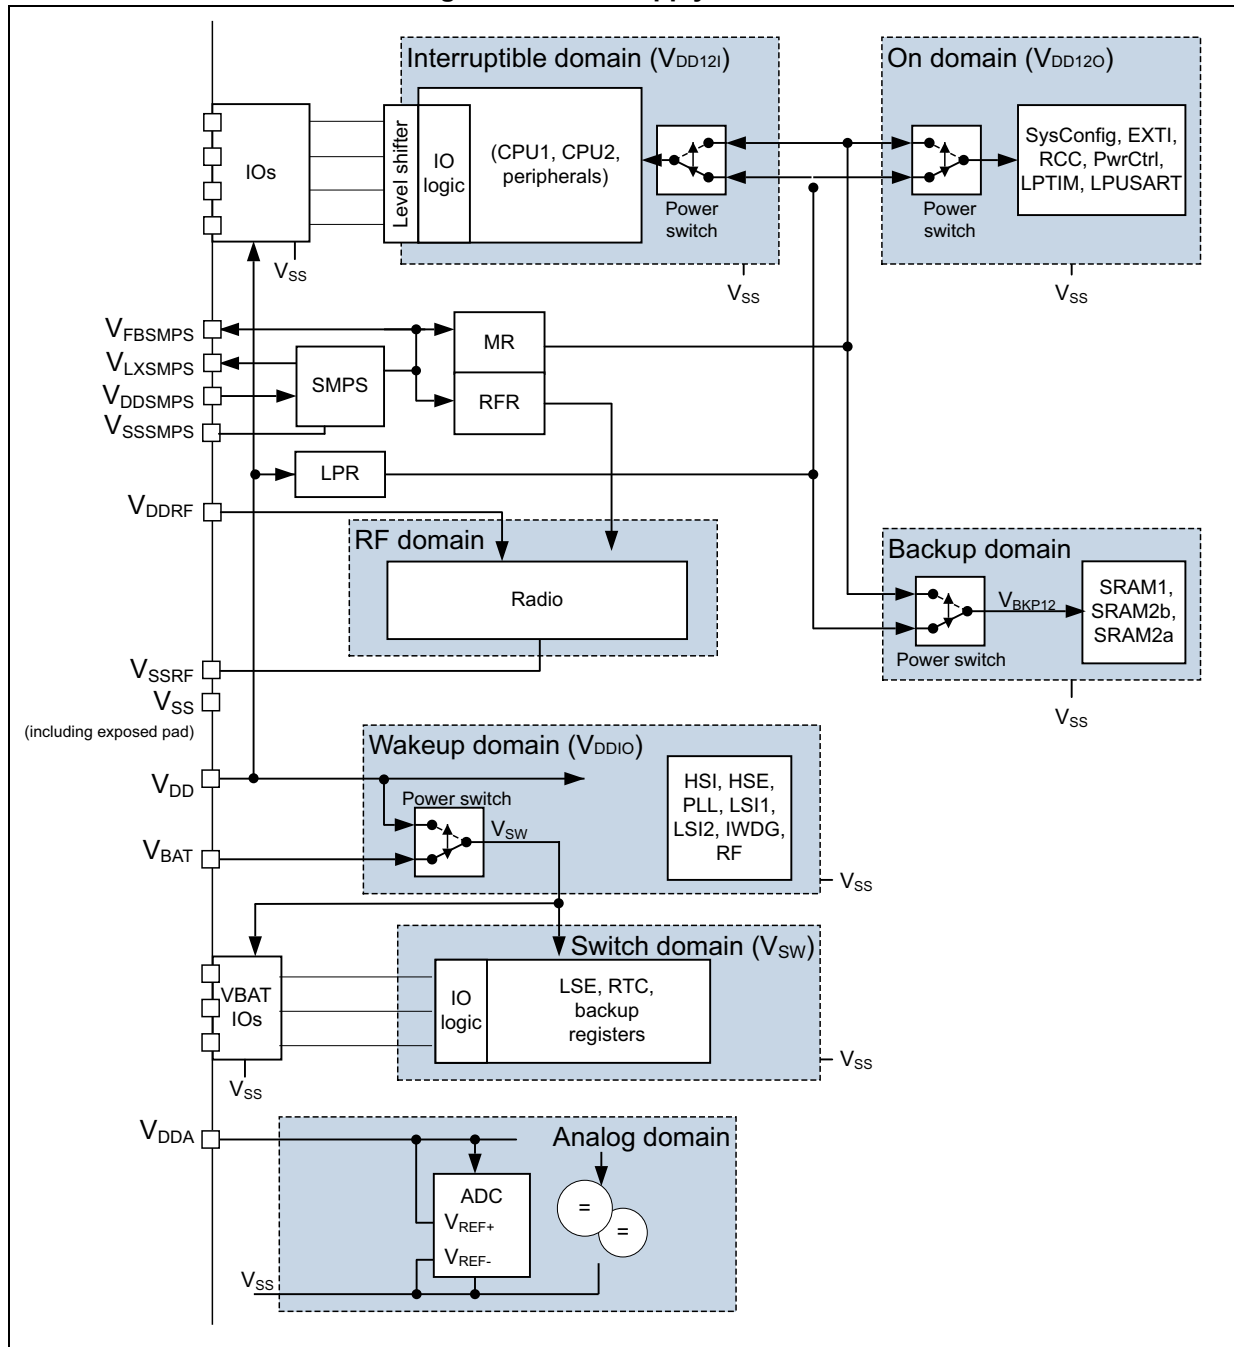 Interruptible domain (VDD12I)
On domain (VDD12O)
IOs
Level shifter
IO
logic
(CPU1, CPU2,
peripherals)
Power
switch
Power
switch
SysConfig, EXTI,
RCC, PwrCtrl,
LPTIM, LPUSART
VSS
VSS
VSS
VFBSMPS
VLXSMPS
VDDSMPS
VSSSMPS
SMPS
MR
RFR
LPR
VDDRF
RF domain
Radio
Backup domain
VBKP12
SRAM1,
SRAM2b,
SRAM2a
Power switch
VSS
VSSRF
VSS
(including exposed pad)
Wakeup domain (VDDIO)
VDD
Power switch
VSW
HSI, HSE,
PLL, LSI1,
LSI2, IWDG,
RF
VBAT
VSS
Switch domain (VSW)
VBAT
IOs
IO
logic
LSE, RTC,
backup
registers
VSS
VSS
VDDA
Analog domain
ADC
VREF+
VREF-
=
=
VSS